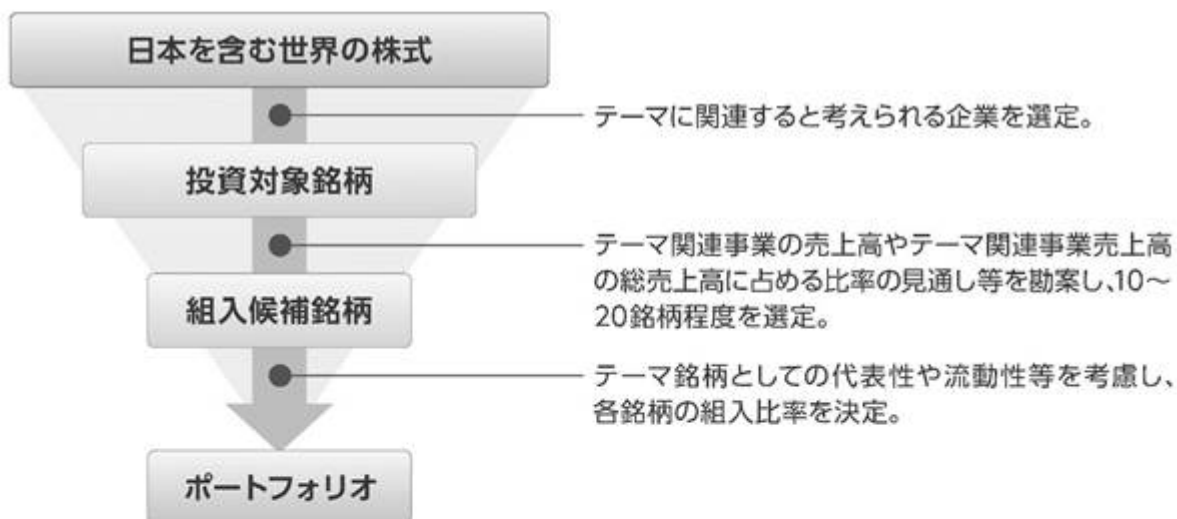 日本を含む世界の株式
テーマに関連すると考えられる企業を選定。
投資対象銘柄
テーマ関連事業の売上高やテーマ関連事業売上高
の総売上高に占める比率の見通し等を勘案し、10～
20銘柄程度を選定。
組入候補銘柄
テーマ銘柄としての代表性や流動性等を考慮し、
各銘柄の組入比率を決定。
ポートフォリオ